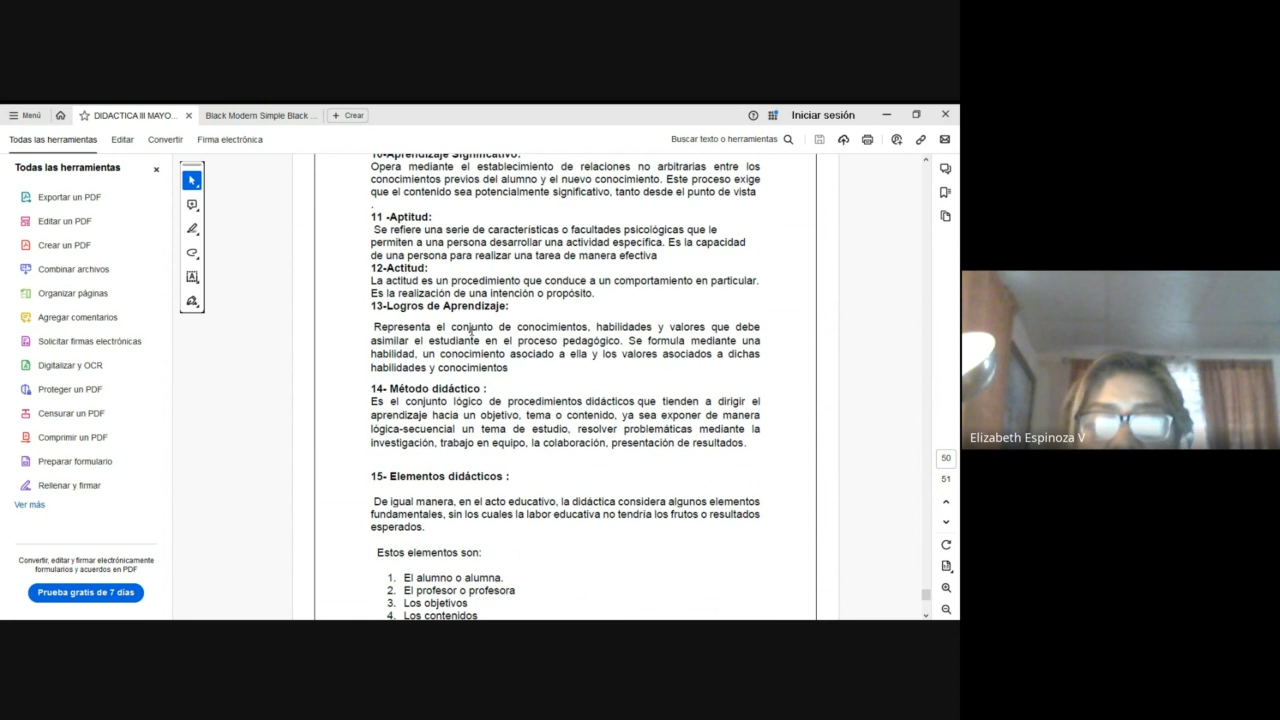 Menú
DIDACTICA III MAYO...
Black Modern Simple Black ...
Crear
Iniciar sesión
Todas las herramientas
Editar
Convertir
Firma electrónica
Buscar texto o herramientas
Todas las herramientas
Exportar un PDF
Editar un PDF
Crear un PDF
Combinar archivos
Organizar páginas
Agregar comentarios
Solicitar firmas electrónicas
Digitalizar y OCR
Proteger un PDF
Censurar un PDF
Comprimir un PDF
Preparar formulario
Rellenar y firmar
Ver más
Convertir, editar y firmar electrónicamente
formularios y acuerdos en PDF
Prueba gratis de 7 días
10-Aprendizaje Significativo:
Opera mediante el establecimiento de relaciones no arbitrarias entre los
conocimientos previos del alumno y el nuevo conocimiento. Este proceso exige
que el contenido sea potencialmente significativo, tanto desde el punto de vista
.
11 -Aptitud:
Se refiere una serie de características o facultades psicológicas que le
permiten a una persona desarrollar una actividad específica. Es la capacidad
de una persona para realizar una tarea de manera efectiva
12-Actitud:
La actitud es un procedimiento que conduce a un comportamiento en particular.
Es la realización de una intención o propósito.
13-Logros de Aprendizaje:
Representa el conjunto de conocimientos, habilidades y valores que debe
asimilar el estudiante en el proceso pedagógico. Se formula mediante una
habilidad, un conocimiento asociado a ella y los valores asociados a dichas
habilidades y conocimientos
14- Método didáctico :
Es el conjunto lógico de procedimientos didácticos que tienden a dirigir el
aprendizaje hacia un objetivo, tema o contenido, ya sea exponer de manera
lógica-secuencial un tema de estudio, resolver problemáticas mediante la
investigación, trabajo en equipo, la colaboración, presentación de resultados.
15- Elementos didácticos :
De igual manera, en el acto educativo, la didáctica considera algunos elementos
fundamentales, sin los cuales la labor educativa no tendría los frutos o resultados
esperados.
Estos elementos son:
1. El alumno o alumna.
2. El profesor o profesora
3. Los objetivos
4. Los contenidos
50
51
Elizabeth Espinoza V